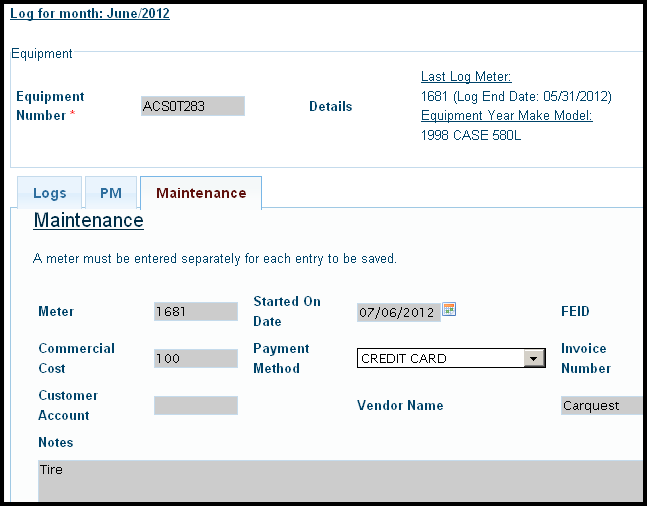 Log for month: June/2012
Equipment
Equipment Number * ACS0T283 Details
Last Log Meter:
1681 (Log End Date: 05/31/2012)
Equipment Year Make Model:
1998 CASE 580L
Logs PM Maintenance
Maintenance
A meter must be entered separately for each entry to be saved.
Meter 1681 Started On Date 07/06/2012 FEID
Commercial Cost 100 Payment Method CREDIT CARD Invoice Number
Customer Account Vendor Name Carquest
Notes
Tire